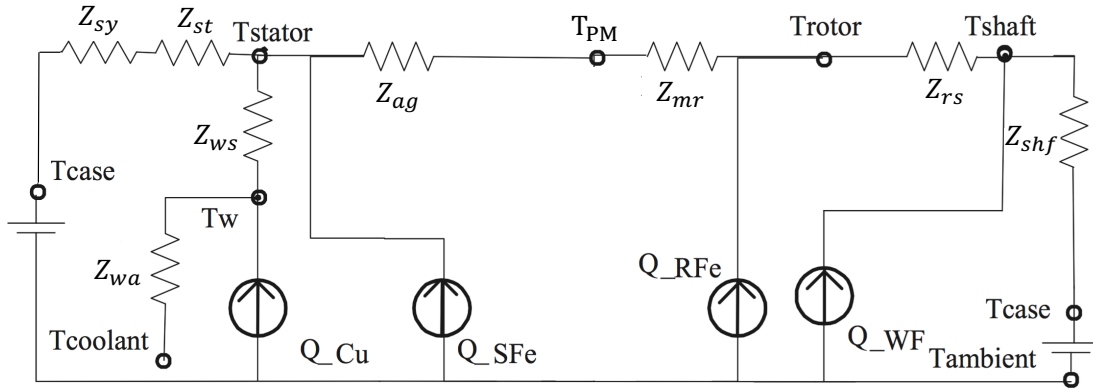 Z_sy
Z_st
Tstator
T_PM
Trotor
Tshaft
Z_ag
Z_mr
Z_rs
Z_ws
Z_shf
Tcase
Tw
Z_wa
Q_RFe
Tcoolant
Tcase
Q_Cu
Q_SFe
Q_WF
Tambient